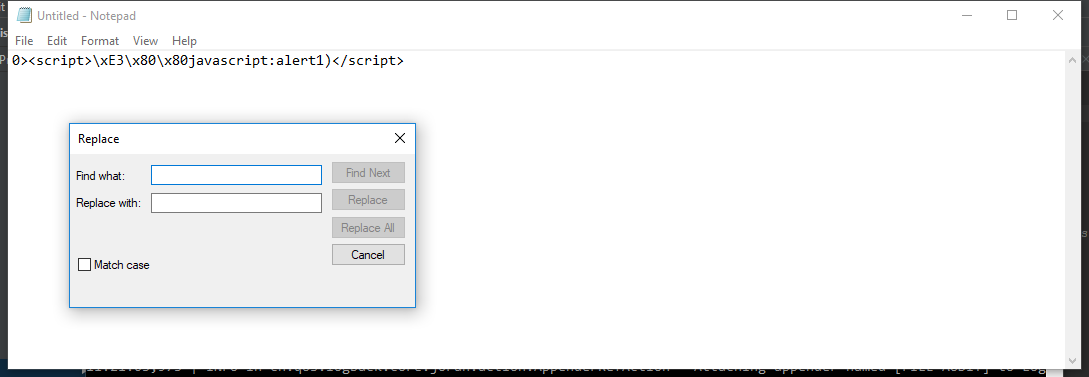 Untitled - Notepad
File Edit Format View Help
0><script>\xE3\x80\x80javascript:alert1)</script>
Replace
Find what:
Find Next
Replace with:
Replace
Replace All
Cancel
Match case